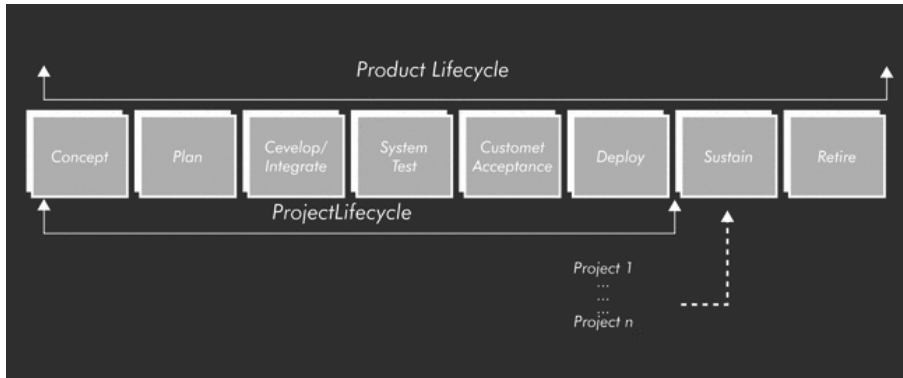 Product Lifecycle
Concept
Plan
Cevelop/
Integrate
System
Test
Customet
Acceptance
Deploy
Sustain
Retire
ProjectLifecycle
Project 1
...
...
...
Project n